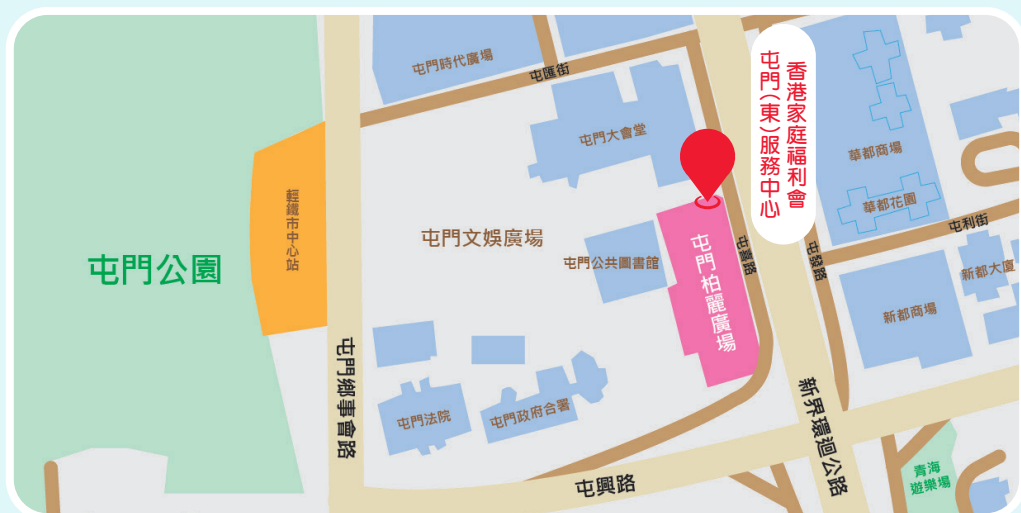 屯門時代廣場
屯匯街
屯門大會堂
香港家庭福利會
屯門(東)服務中心
華都商場
華都花園
屯利街
輕鐵市中心站
屯門文娛廣場
屯門公共圖書館
屯門柏麗廣場
屯喜路
屯發路
新都大廈
新都商場
屯門公園
屯門鄉事會路
屯門法院
屯門政府合署
新界環迴公路
屯興路
青海
遊樂場